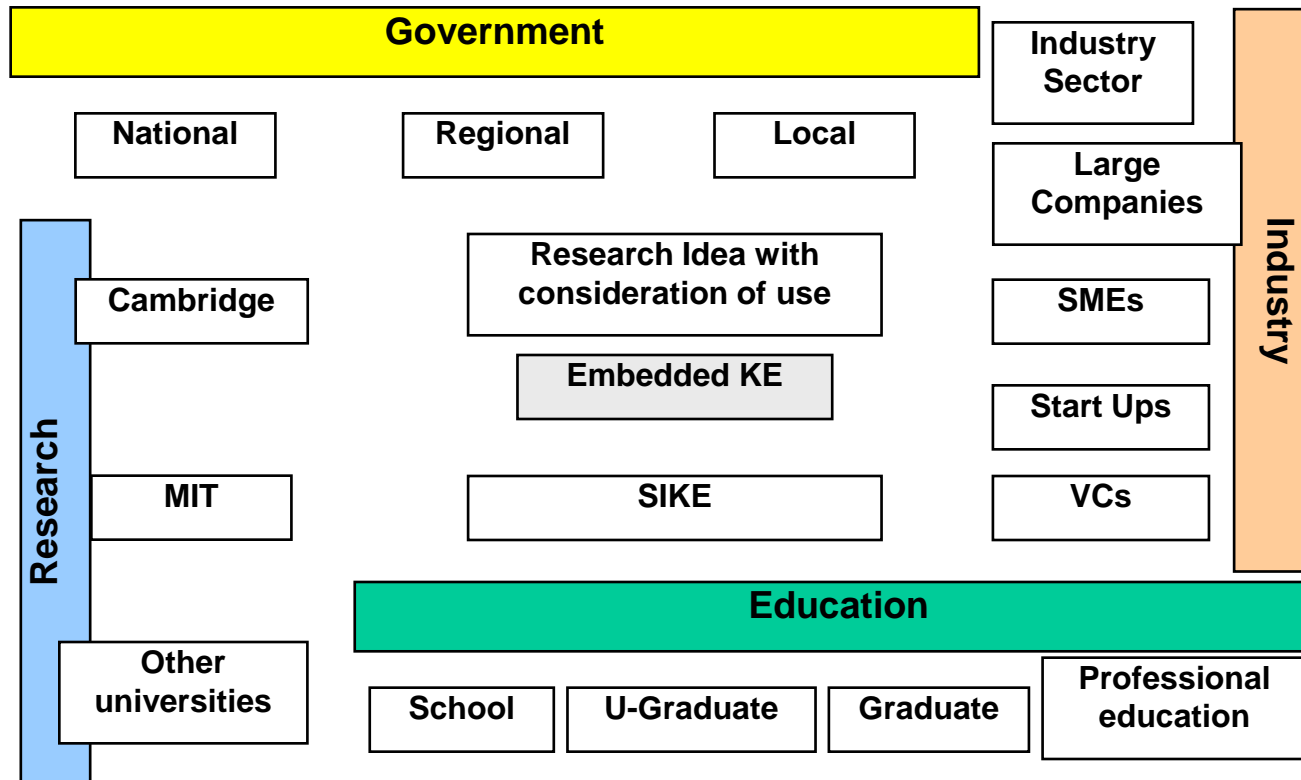 Government
Industry
Sector
National
Regional
Local
Large
Companies
Research Idea with
consideration of use
Cambridge
SMEs
Industry
Embedded KE
Start Ups
Research
MIT
SIKE
VCs
Education
Other
universities
School
U-Graduate
Graduate
Professional
education